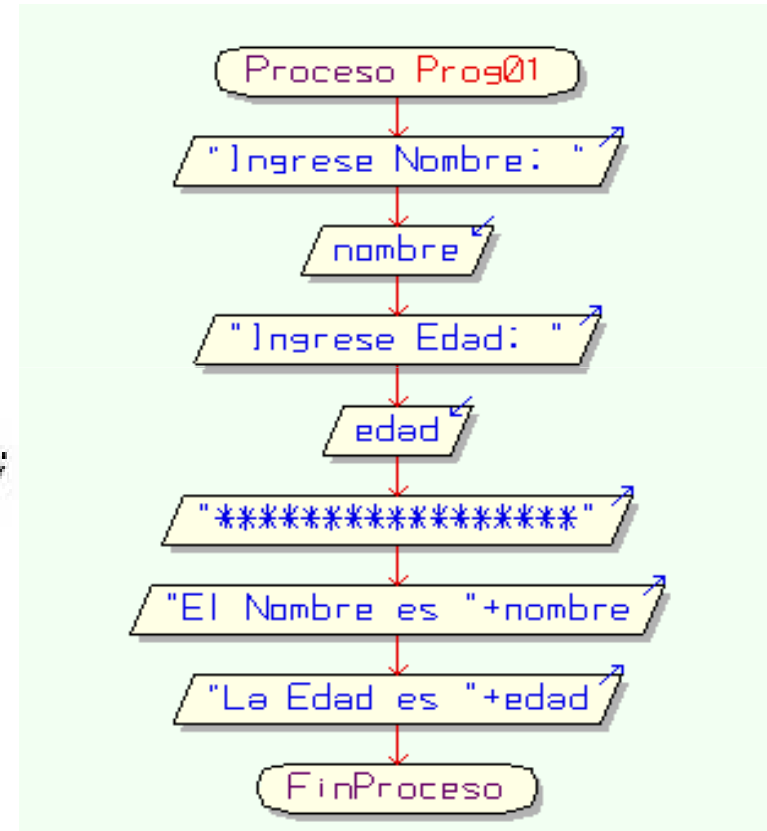 Proceso Prog01
"Ingrese Nombre: "
nombre
"Ingrese Edad: "
edad
"*****************"
"El Nombre es "+nombre
"La Edad es "+edad
FinProceso